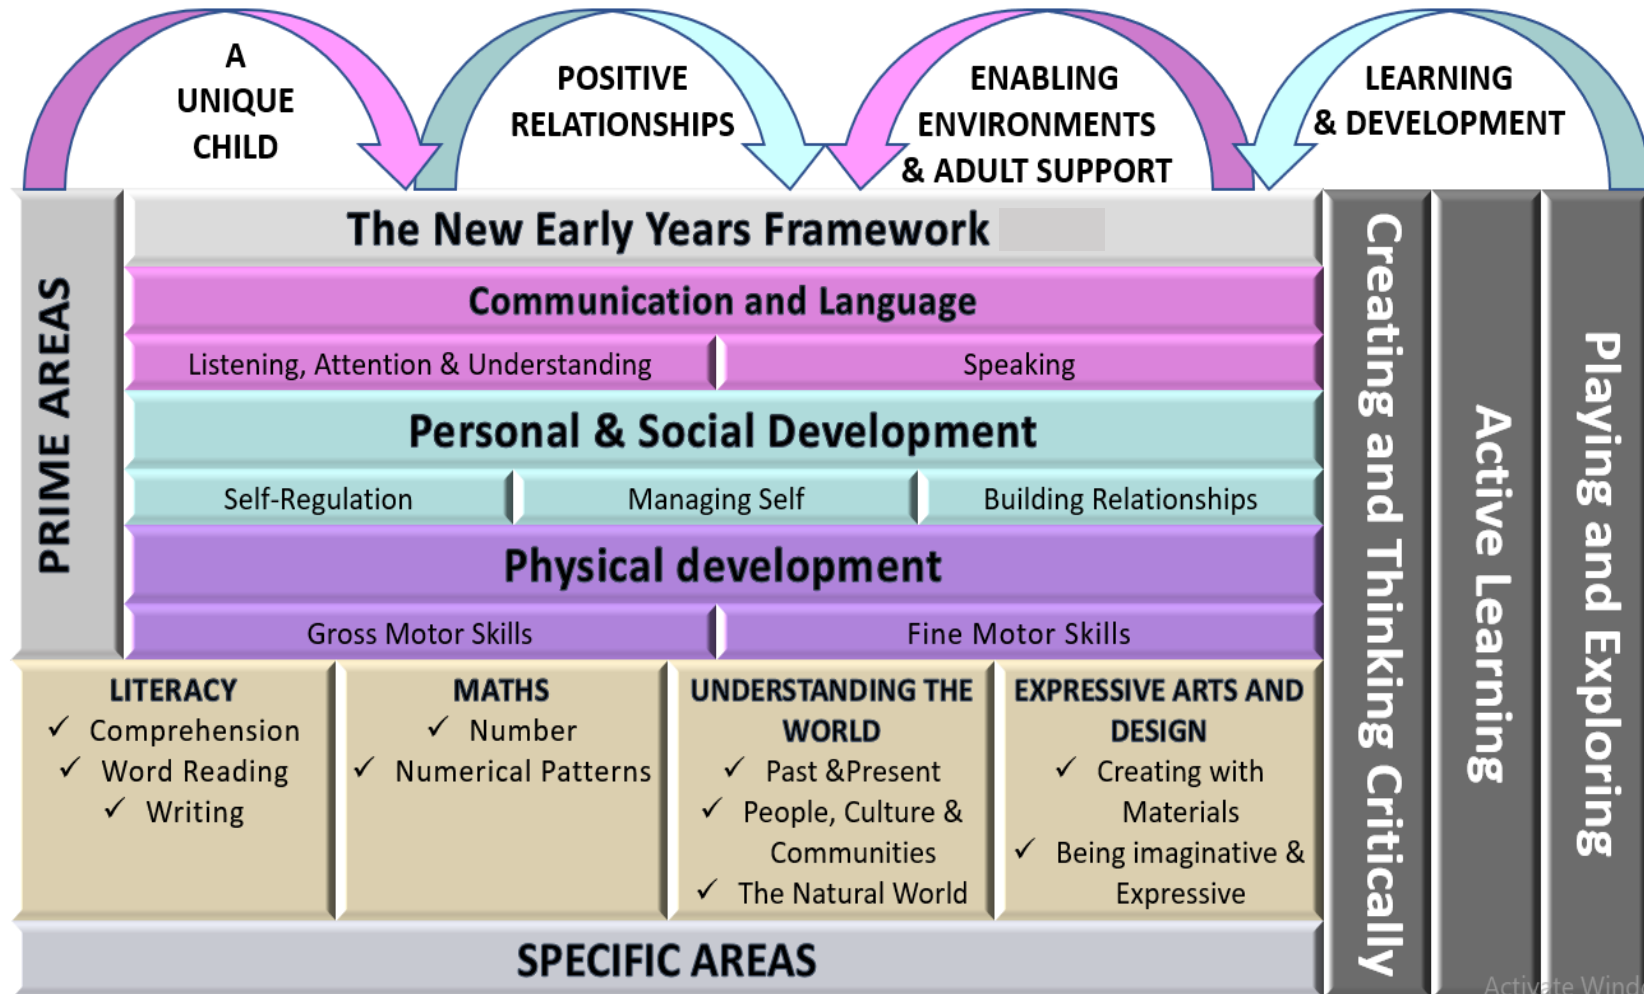 A
UNIQUE
CHILD
POSITIVE
RELATIONSHIPS
ENABLING
ENVIRONMENTS
& ADULT SUPPORT
LEARNING
& DEVELOPMENT
PRIME AREAS
The New Early Years Framework
Communication and Language
Listening, Attention & Understanding
Speaking
Personal & Social Development
Self-Regulation
Managing Self
Building Relationships
Physical development
Gross Motor Skills
Fine Motor Skills
LITERACY
✓ Comprehension
✓ Word Reading
✓ Writing
MATHS
✓ Number
✓ Numerical Patterns
UNDERSTANDING THE
WORLD
✓ Past &Present
✓ People, Culture &
Communities
✓ The Natural World
EXPRESSIVE ARTS AND
DESIGN
✓ Creating with
Materials
✓ Being imaginative &
Expressive
SPECIFIC AREAS
Creating and Thinking Critically
Active Learning
Playing and Exploring
Activate Wind